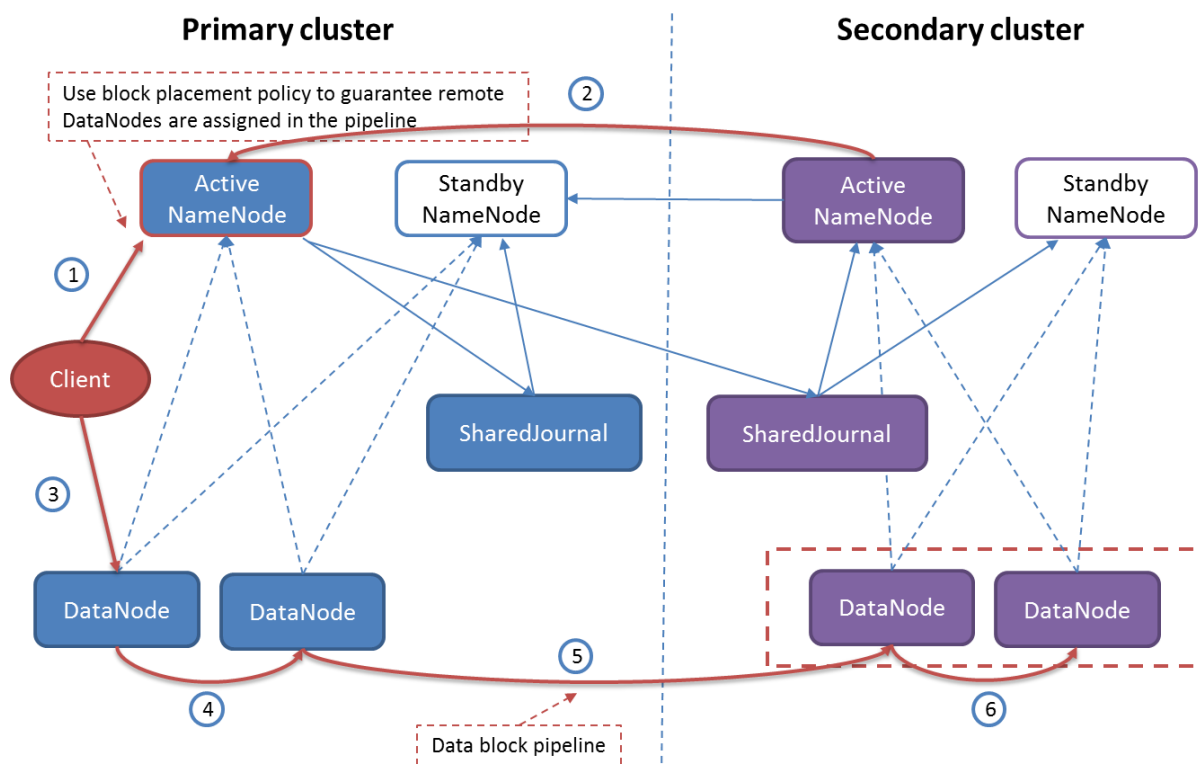 Primary cluster
Secondary cluster
Use block placement policy to guarantee remote
DataNodes are assigned in the pipeline
2
Active
NameNode
Standby
NameNode
Active
NameNode
Standby
NameNode
1
Client
SharedJournal
SharedJournal
3
DataNode
DataNode
DataNode
DataNode
4
5
6
Data block pipeline